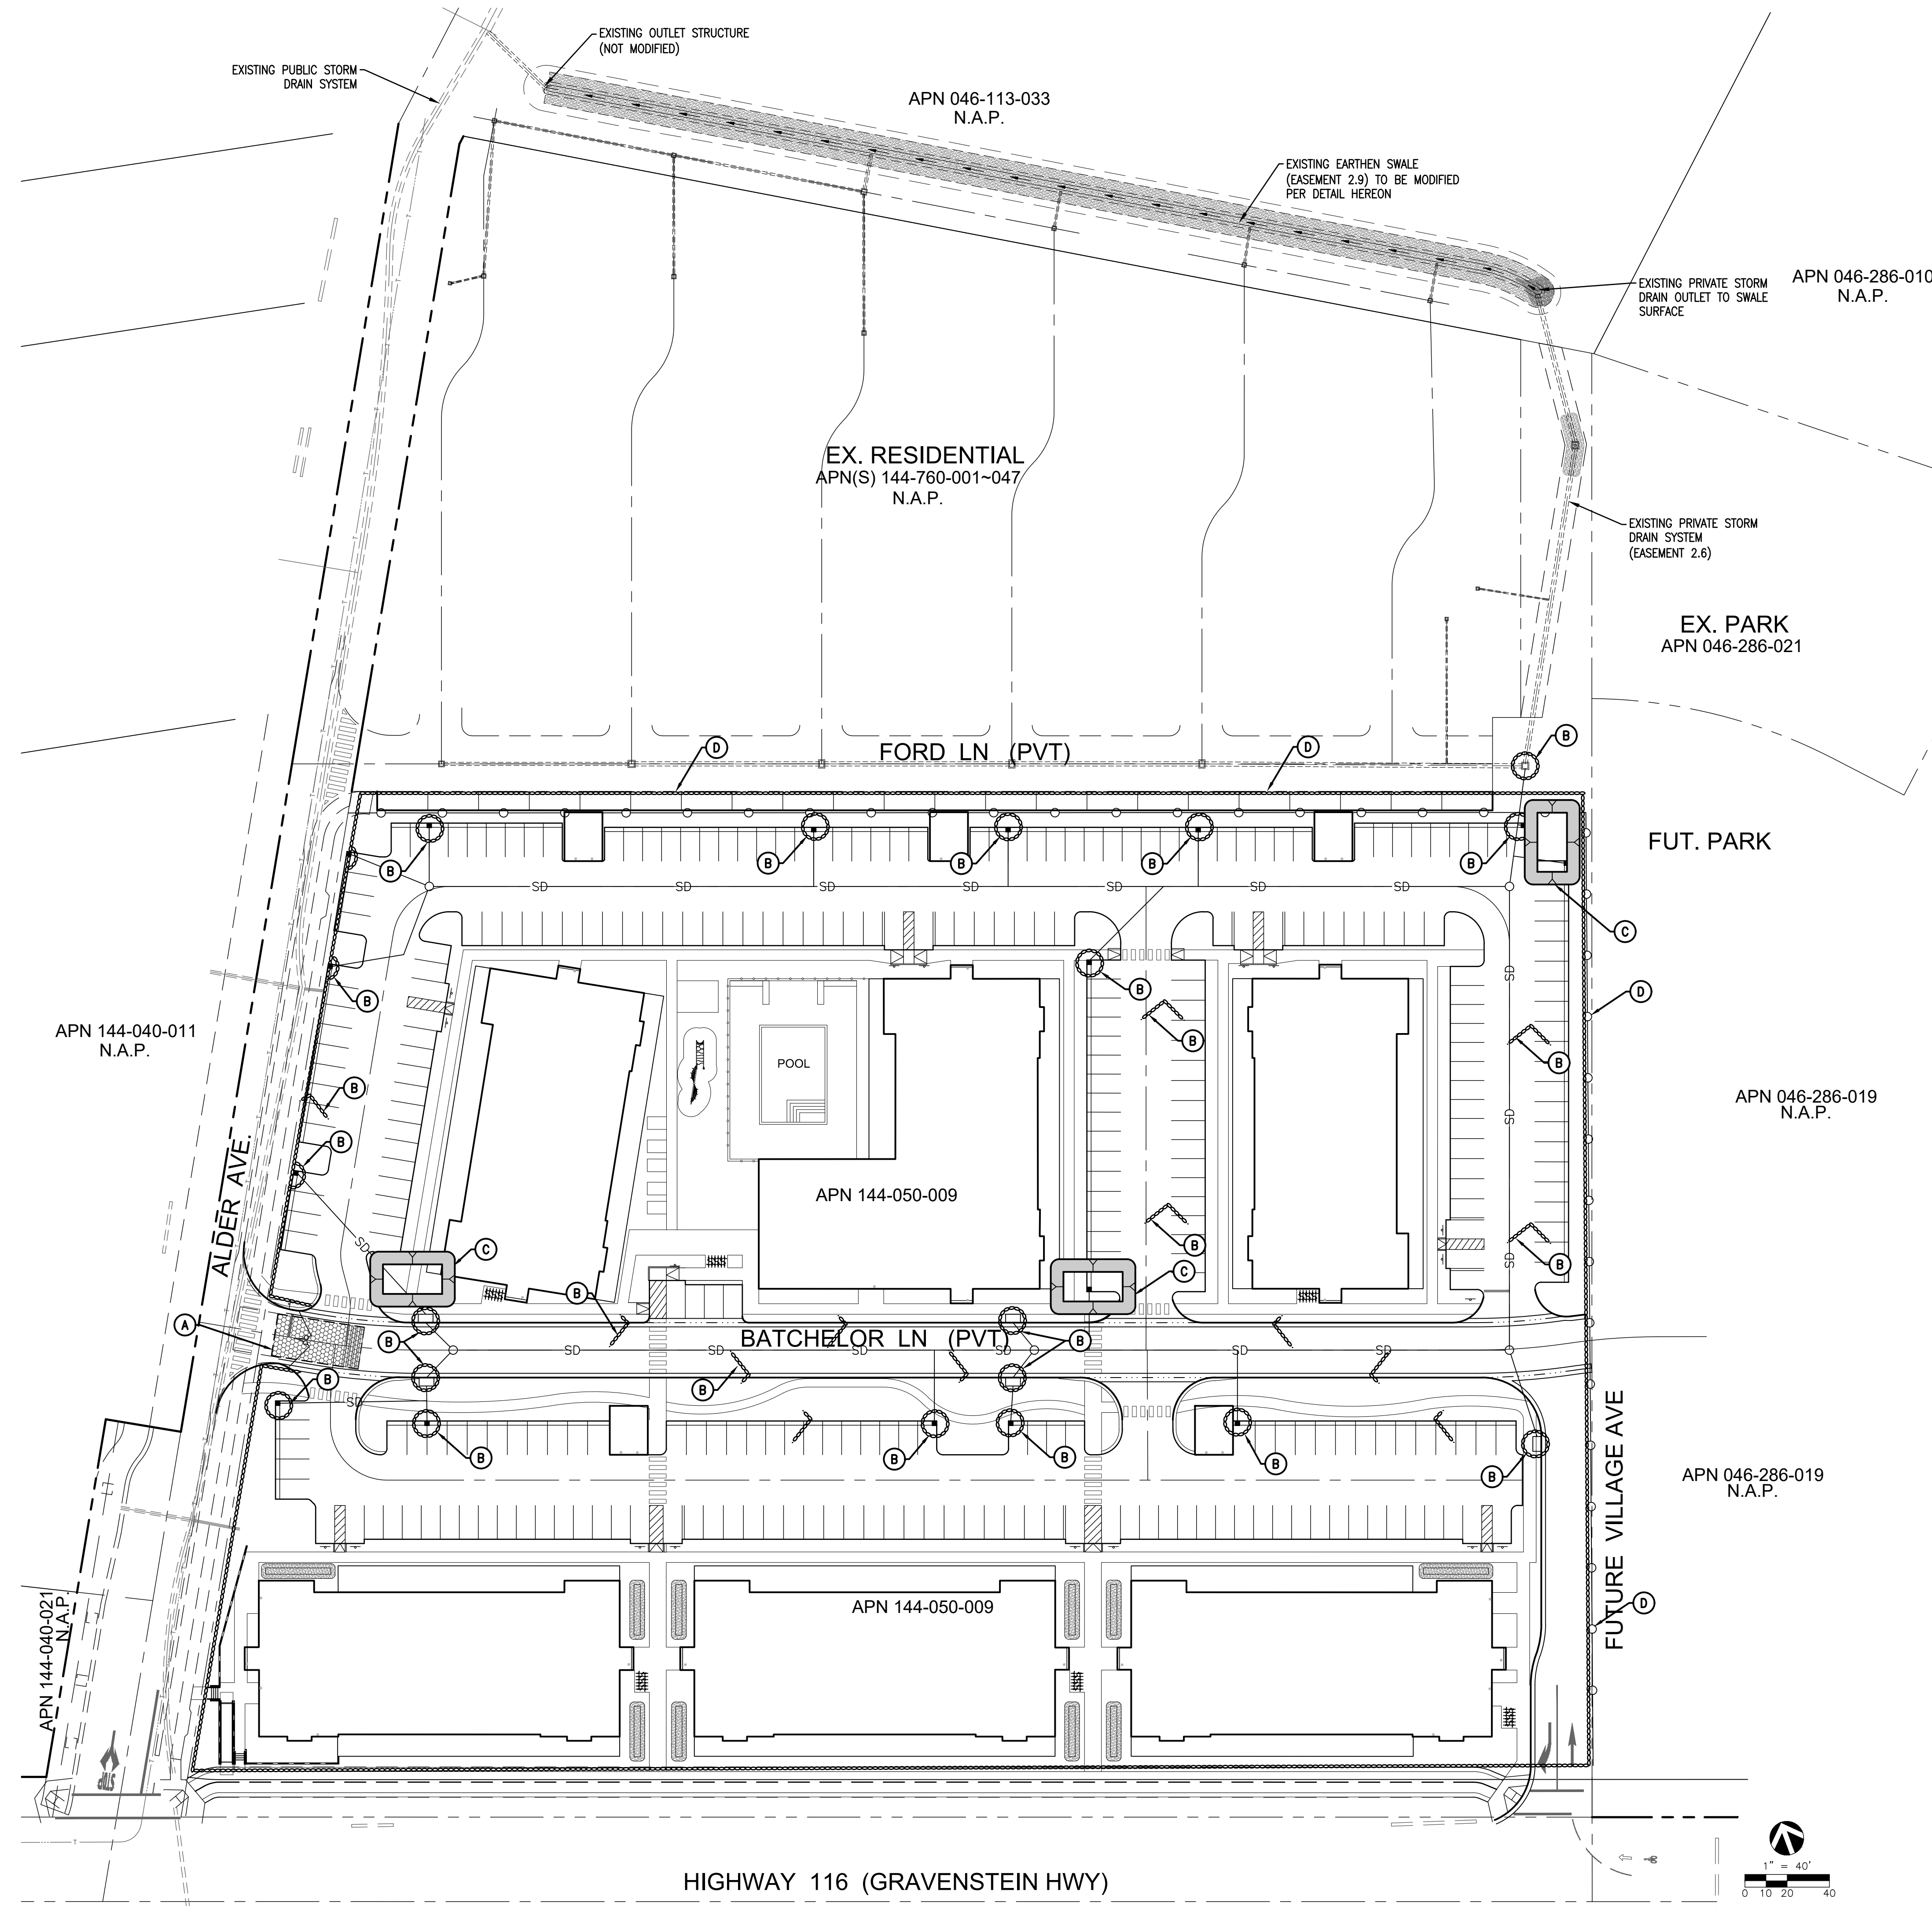 EXISTING OUTLET STRUCTURE
(NOT MODIFIED)
EXISTING PUBLIC STORM
DRAIN SYSTEM
APN 046-113-033
N.A.P.
EXISTING EARTHEN SWALE
(EASEMENT 2.9) TO BE MODIFIED
PER DETAIL HEREON
EXISTING PRIVATE STORM
DRAIN OUTLET TO SWALE
SURFACE
APN 046-286-010
N.A.P.
EX. RESIDENTIAL
APN(S) 144-760-001~047
N.A.P.
EXISTING PRIVATE STORM
DRAIN SYSTEM
(EASEMENT 2.6)
EX. PARK
APN 046-286-021
D
FORD LN (PVT)
D
B
FUT. PARK
B
B
B
B
B
SD
SD
SD
SD
SD
SD
SD
C
SD
D
B
B
B
B
APN 144-040-011
N.A.P.
POOL
B
APN 046-286-019
N.A.P.
SD
B
ALDER AVE.
APN 144-050-009
SD
C
B
B
SD
C
B
A
B
BATCHELOR LN (PVT)
B
SD
SD
SD
SD
SD
SD
B
B
SD
B
B
B
B
B
APN 046-286-019
N.A.P.
FUTURE VILLAGE AVE
APN 144-040-021
N.A.P.
APN 144-050-009
D
STOP
1" = 40'
0 10 20 40
HIGHWAY 116 (GRAVENSTEIN HWY)